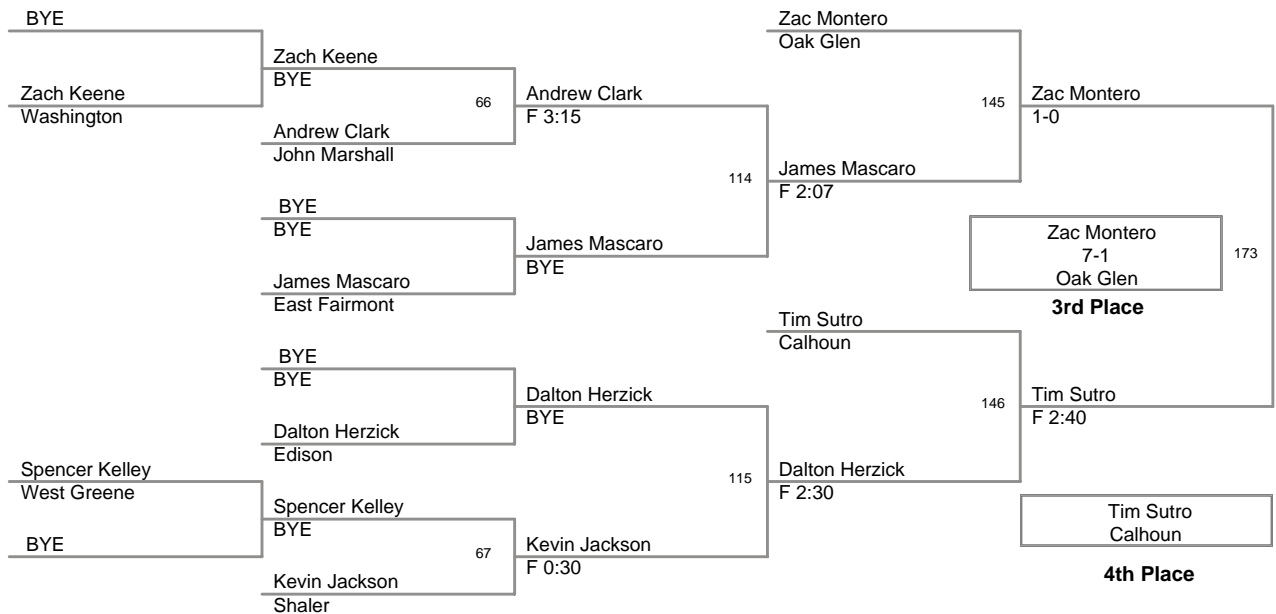 BYE
Zach Keene
Washington
Zach Keene
BYE
66
Andrew Clark
John Marshall
Andrew Clark
F 3:15
BYE
BYE
James Mascaro
East Fairmont
James Mascaro
BYE
114
James Mascaro
F 2:07
Zac Montero
Oak Glen
145
Zac Montero
1-0
Zac Montero
7-1
Oak Glen
173
3rd Place
BYE
BYE
Dalton Herzick
Edison
Dalton Herzick
BYE
Spencer Kelley
West Greene
BYE
Spencer Kelley
BYE
67
Kevin Jackson
Shaler
Kevin Jackson
F 0:30
115
Dalton Herzick
F 2:30
Tim Sutro
Calhoun
146
Tim Sutro
F 2:40
Tim Sutro
Calhoun
4th Place